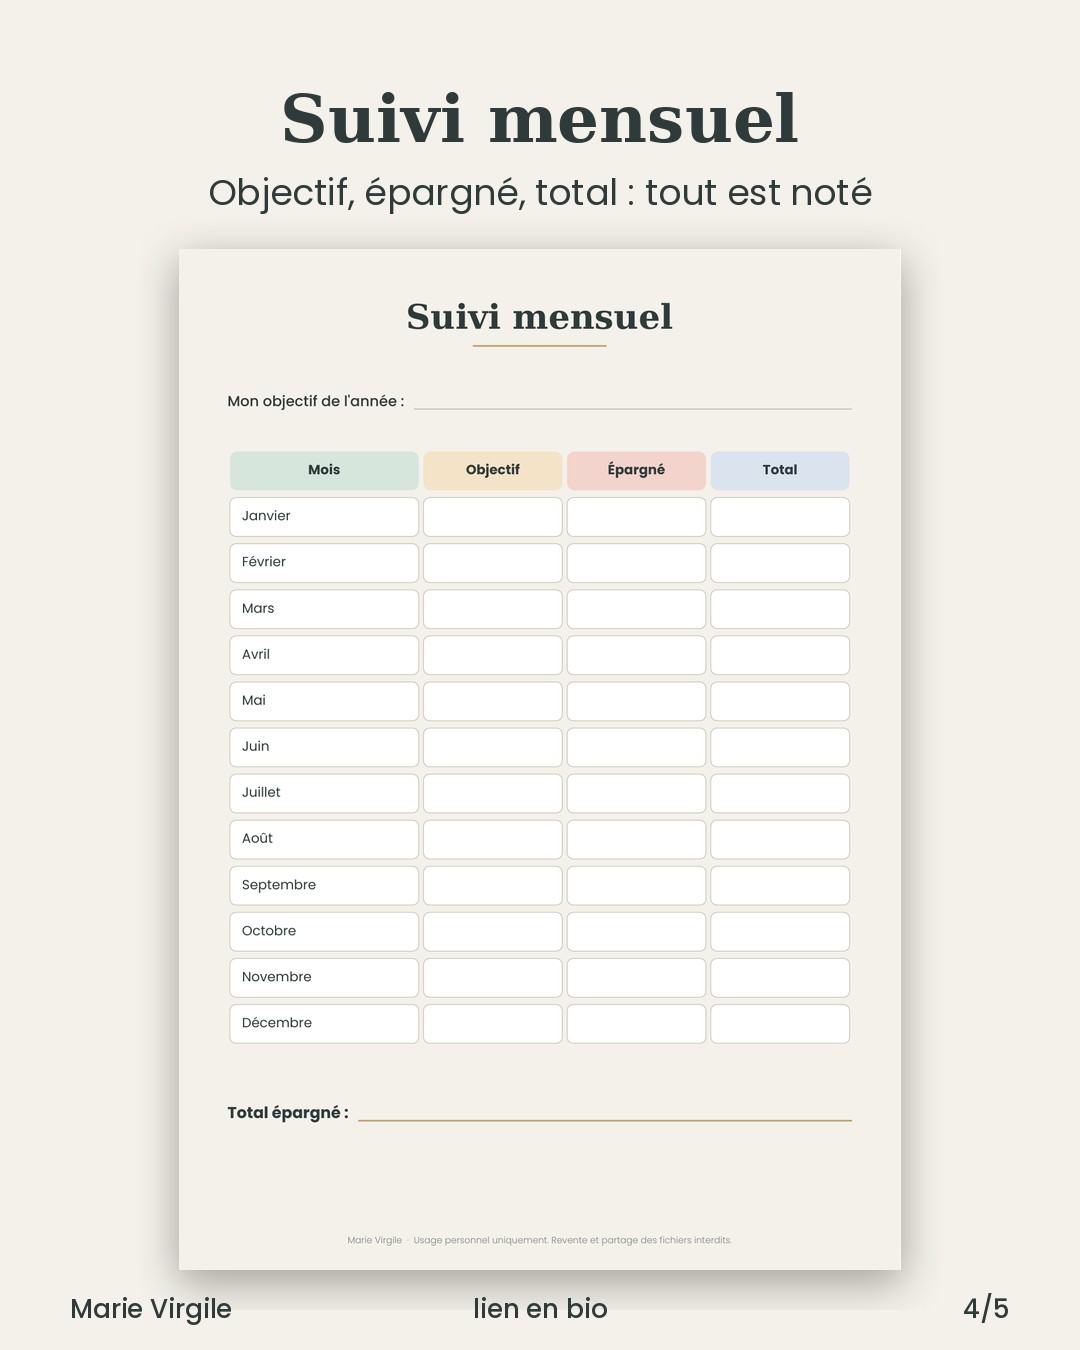 Suivi mensuel
Objectif, épargné, total : tout est noté
Suivi mensuel
Mon objectif de l'année :
Mois Objectif Épargné Total
Janvier
Février
Mars
Avril
Mai
Juin
Juillet
Août
Septembre
Octobre
Novembre
Décembre
Total épargné :
Marie Virgile · Usage personnel uniquement. Revente et partage des fichiers interdits.
Marie Virgile lien en bio 4/5